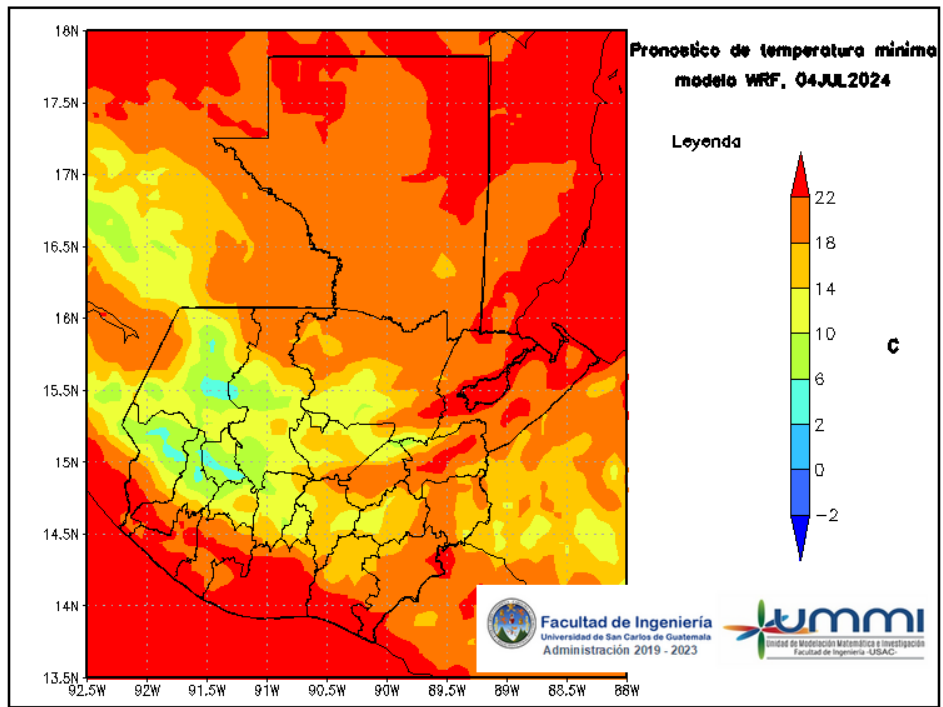 Pronostico de temperatura minima
modelo WRF, 04JUL2024
Leyenda
22
18
14
10
6
2
0
−2
C
18N
17.5N
17N
16.5N
16N
15.5N
15N
14.5N
14N
13.5N
92.5W 92W 91.5W 91W 90.5W 90W 89.5W 89W 88.5W 88W
Facultad de Ingeniería
Universidad de San Carlos de Guatemala
Administración 2019 - 2023
UMMI
Unidad de Modelación Matemática e Investigación
Facultad de Ingeniería -USAC-